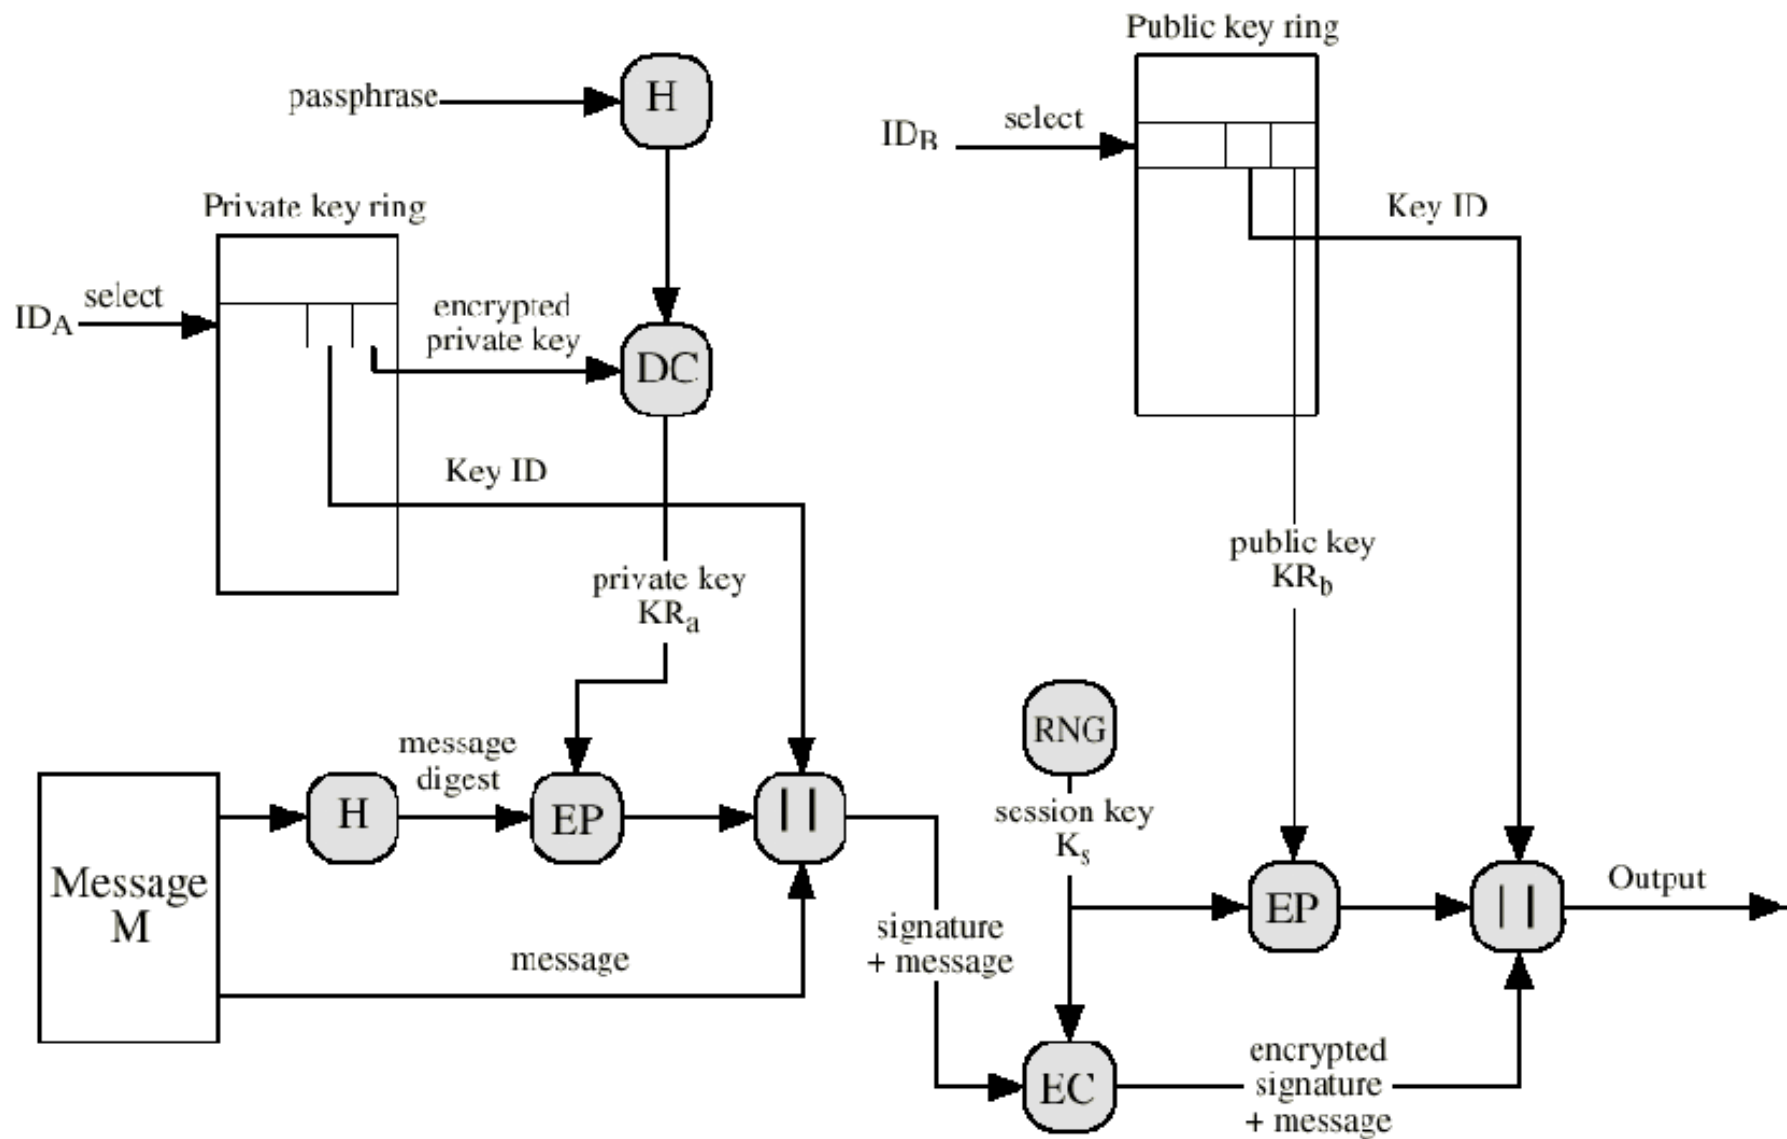 Public key ring
passphrase
H
ID_B
select
Private key ring
Key ID
ID_A
select
encrypted
private key
DC
Key ID
public key
KR_b
private key
KR_a
RNG
message
digest
session key
K_s
H
EP
||
Message
M
EP
||
Output
signature
+ message
message
EC
encrypted
signature
+ message